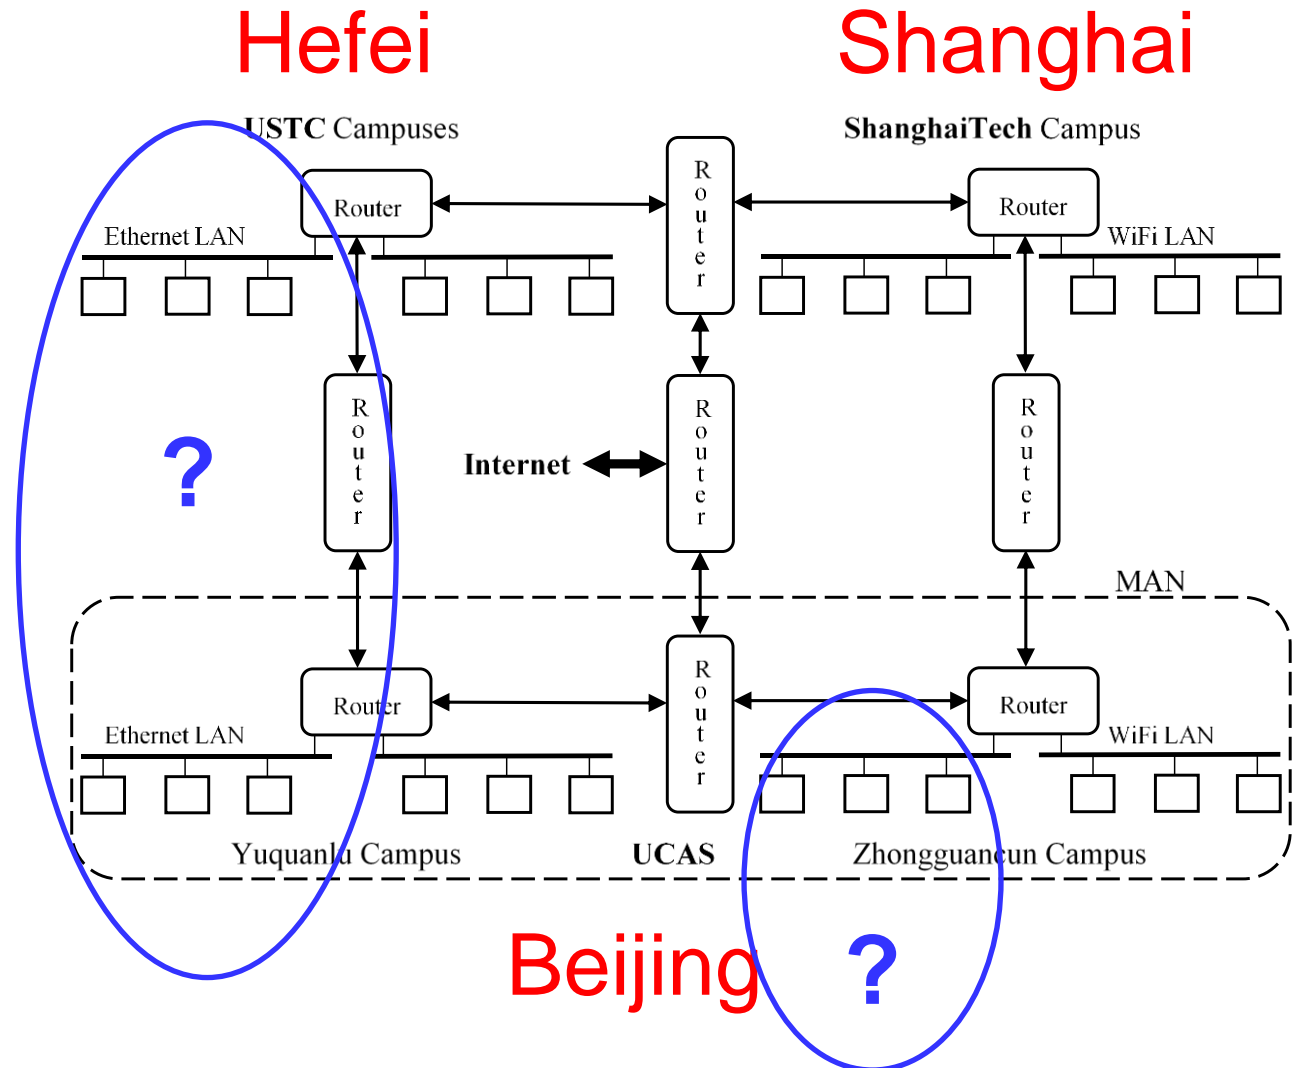 Hefei
Shanghai
USTC Campuses
ShanghaiTech Campus
Router
Router
Router
Router
Ethernet LAN
WiFi LAN
Router
Router
Router
?
Internet
MAN
Router
Router
Router
Ethernet LAN
WiFi LAN
Yuquanlu Campus
UCAS
Zhongguancun Campus
Beijing
?